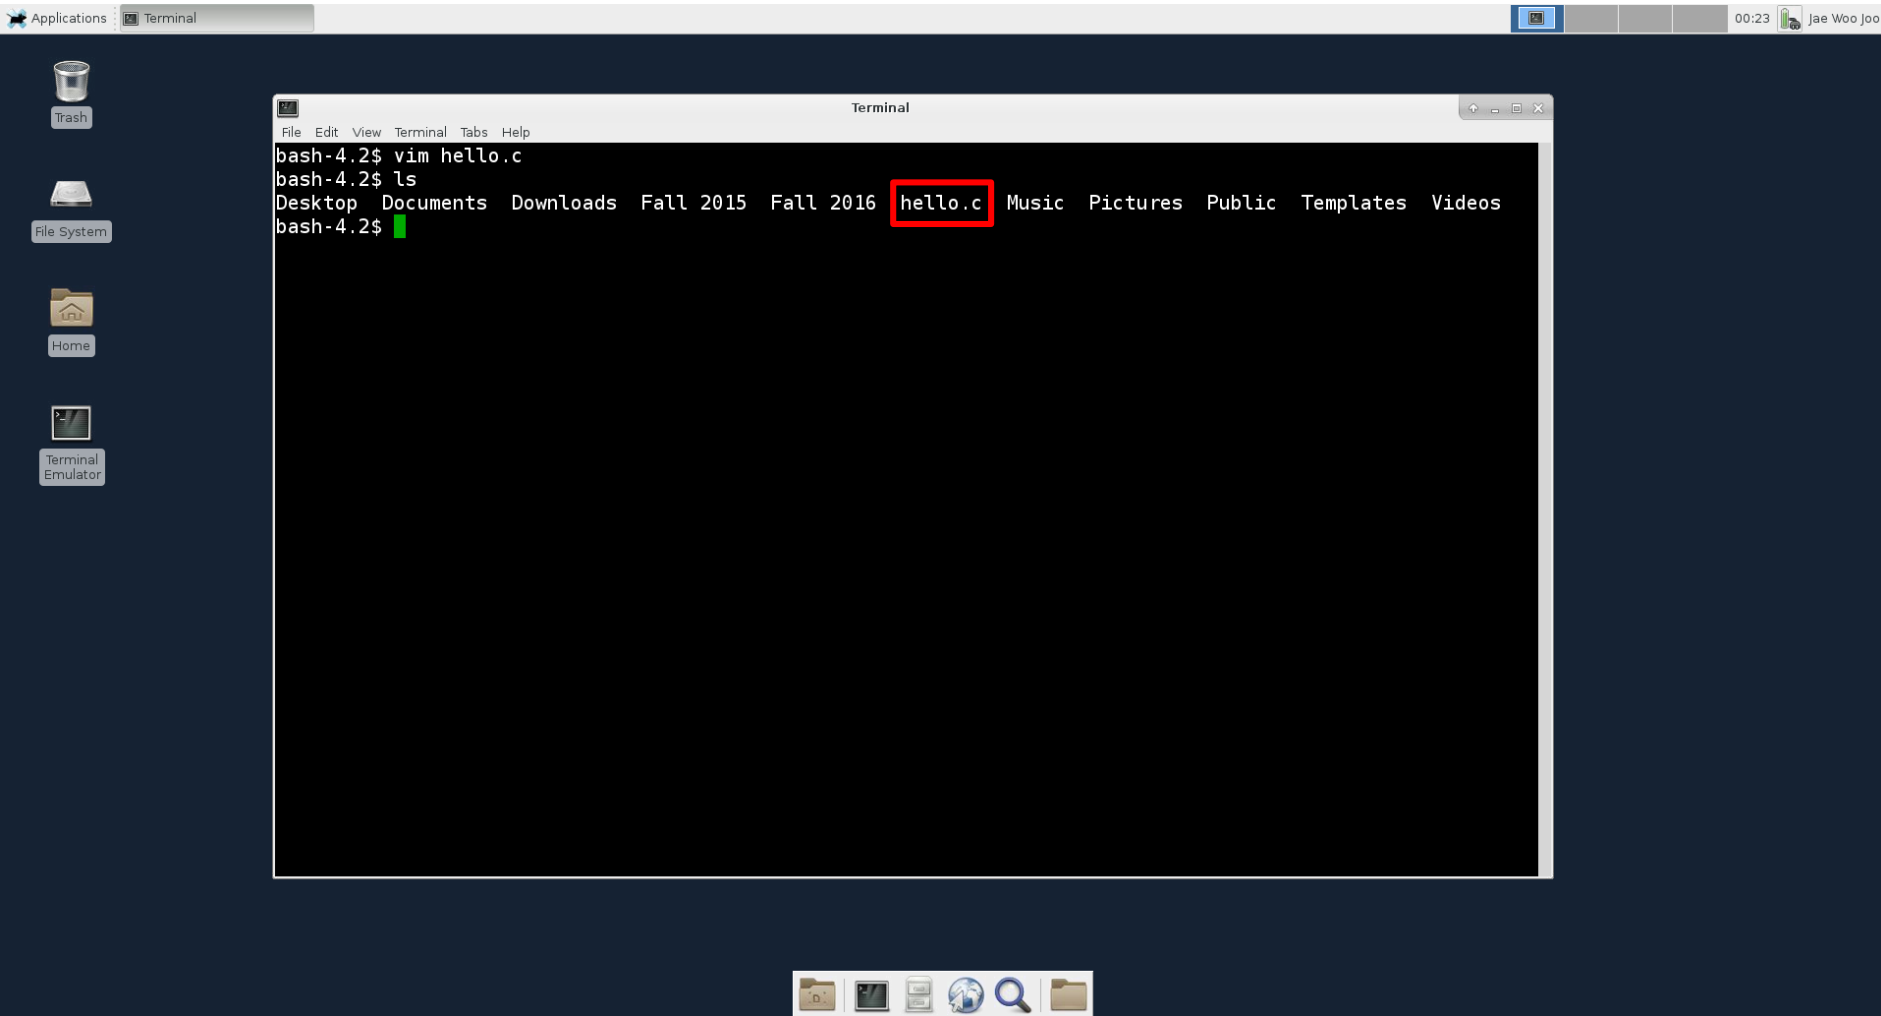 Applications Terminal 00:23 Jae Woo Joo
Trash
File System
Home
Terminal
Emulator
Terminal
File Edit View Terminal Tabs Help
bash-4.2$ vim hello.c
bash-4.2$ ls
Desktop  Documents  Downloads  Fall 2015  Fall 2016  hello.c  Music  Pictures  Public  Templates  Videos
bash-4.2$